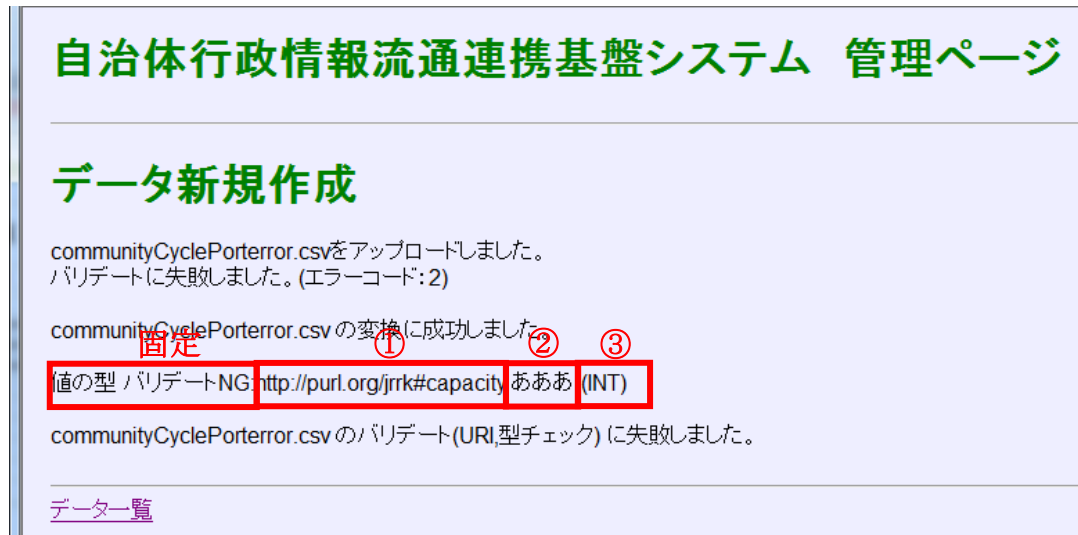 自治体行政情報流通連携基盤システム 管理ページ
データ新規作成
communityCyclePorterror.csvをアップロードしました。
バリデートに失敗しました。(エラーコード：2)
communityCyclePorterror.csv の変換に成功しました。
固定 ① ② ③
値の型 バリデートNG:http://purl.org/jrrk#capacity あああ (INT)
communityCyclePorterror.csv のバリデート(URI,型チェック) に失敗しました。
データ一覧